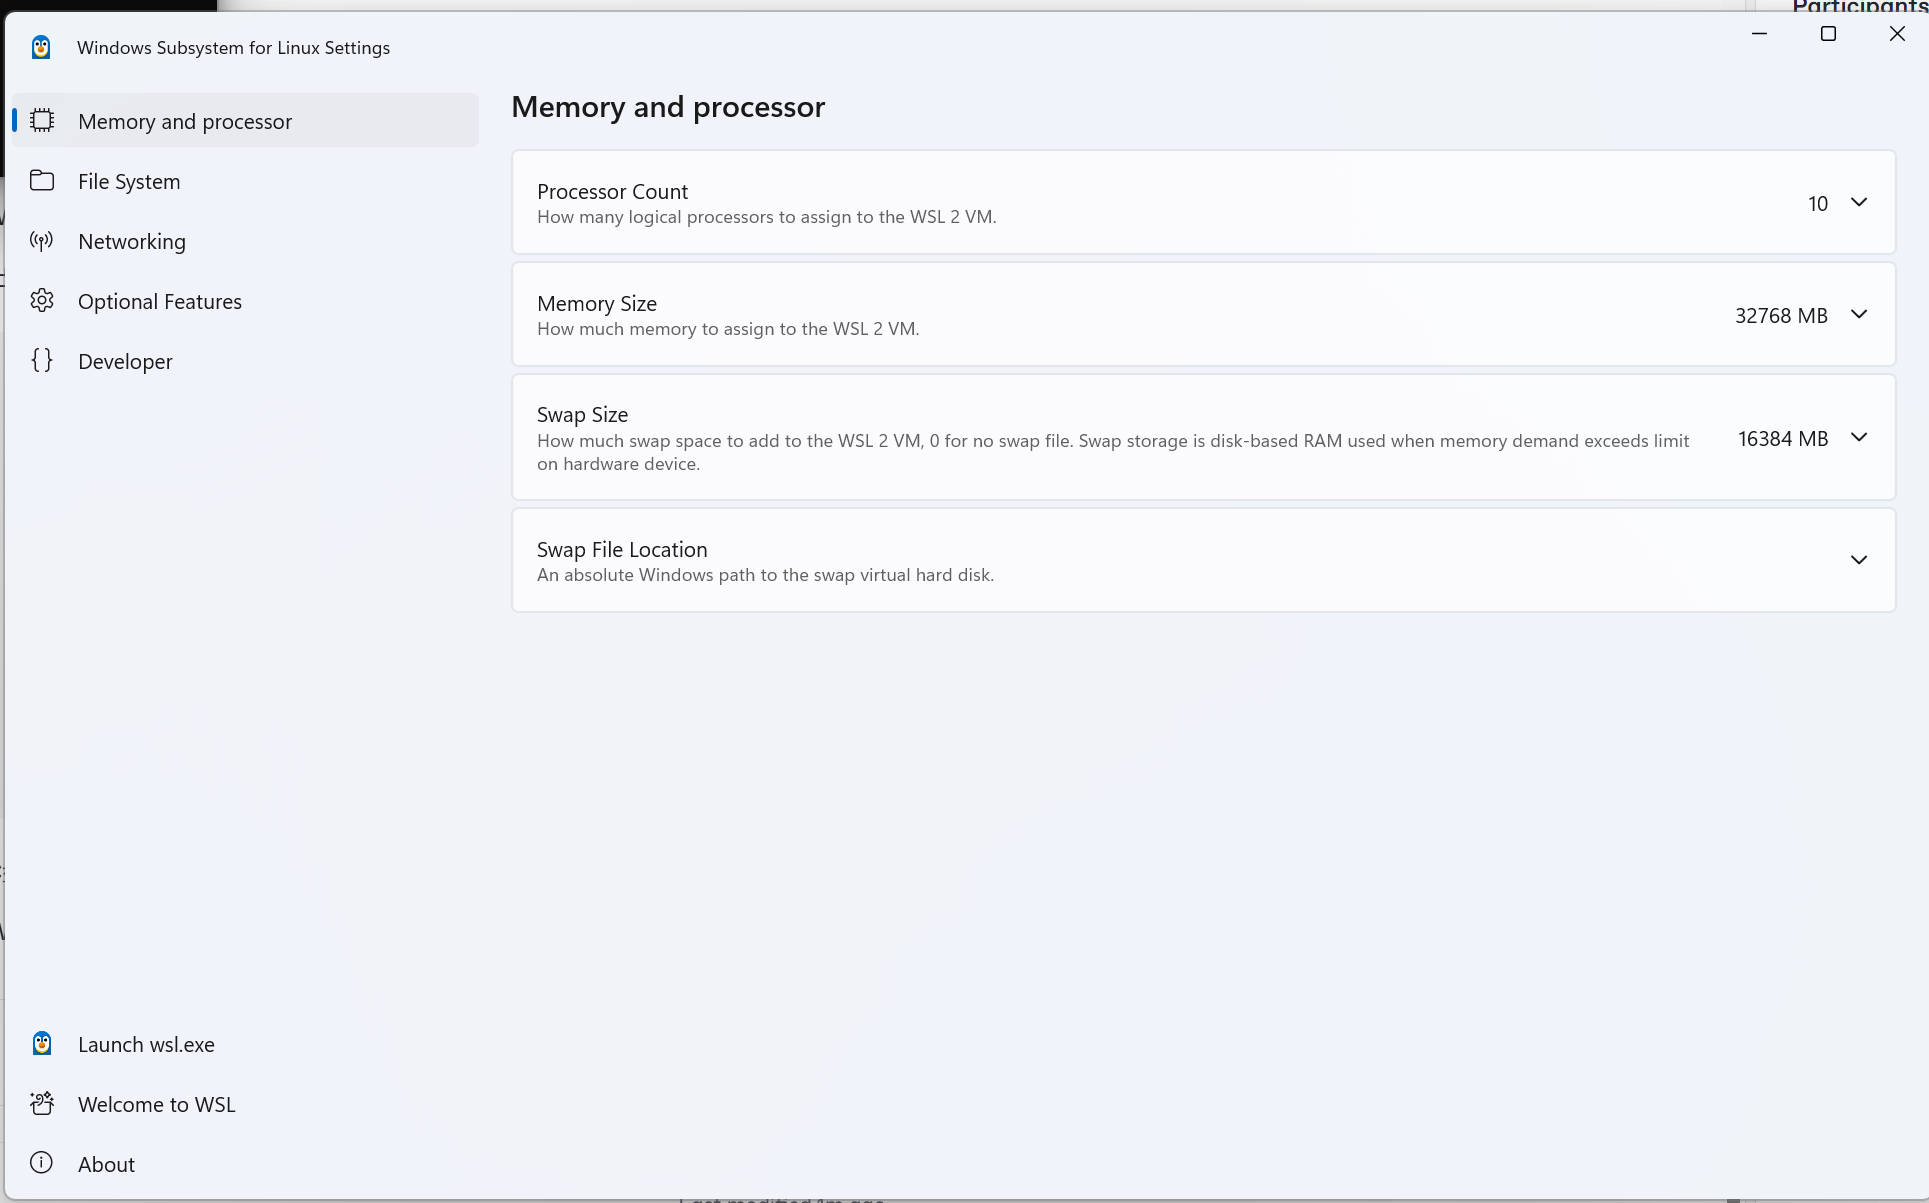 Participants
Windows Subsystem for Linux Settings
Memory and processor
File System
Networking
Optional Features
Developer
Launch wsl.exe
Welcome to WSL
About
Memory and processor
Processor Count
How many logical processors to assign to the WSL 2 VM.
10
Memory Size
How much memory to assign to the WSL 2 VM.
32768 MB
Swap Size
How much swap space to add to the WSL 2 VM, 0 for no swap file. Swap storage is disk-based RAM used when memory demand exceeds limit
on hardware device.
16384 MB
Swap File Location
An absolute Windows path to the swap virtual hard disk.